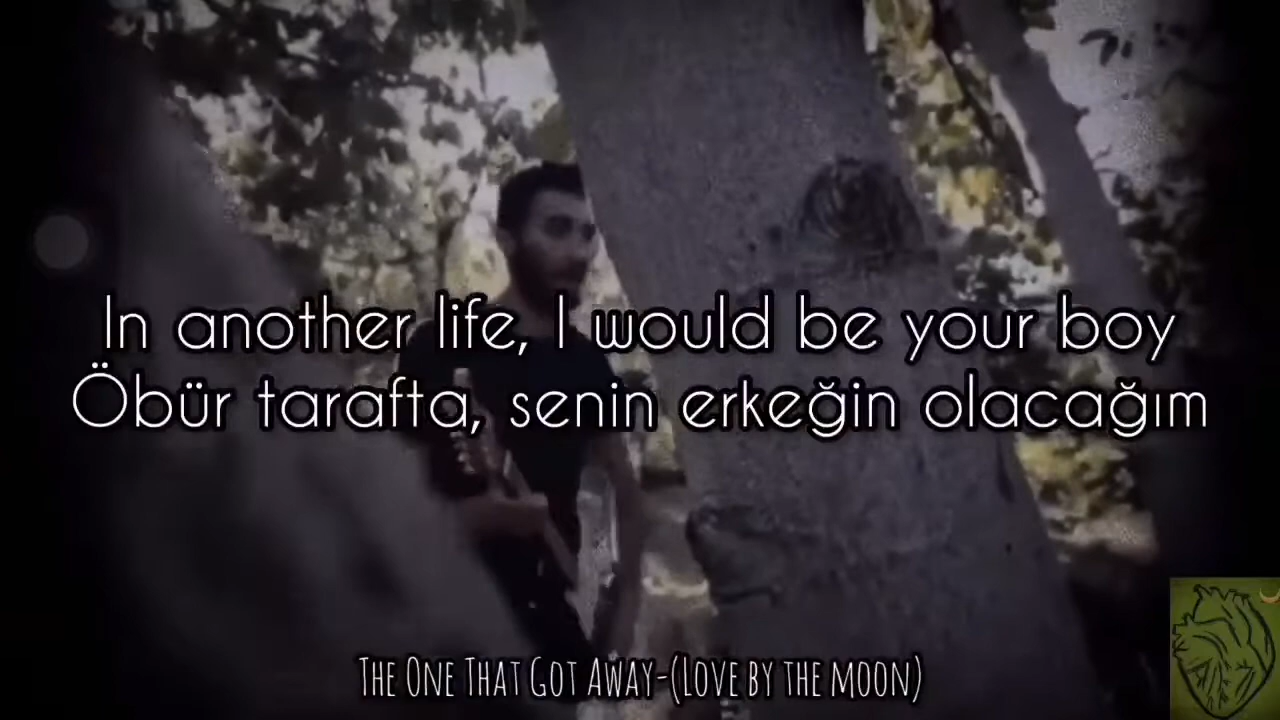 In another life, I would be your boy
Öbür tarafta, senin erkeğin olacağım
The One That Got Away-(Love by the moon)